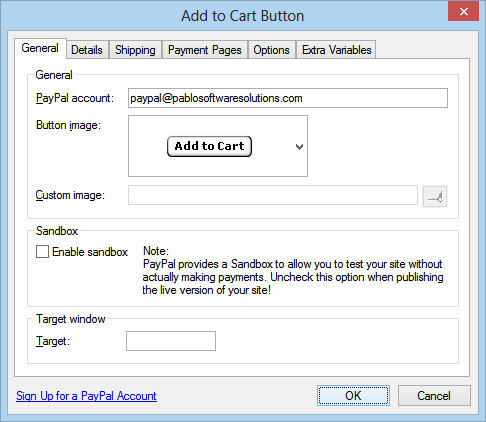 Add to Cart Button
General Details Shipping Payment Pages Options Extra Variables
General
PayPal account: paypal@pablosoftwaresolutions.com
Button image: Add to Cart
Custom image:
Sandbox
Enable sandbox
Note:
PayPal provides a Sandbox to allow you to test your site without
actually making payments. Uncheck this option when publishing
the live version of your site!
Target window
Target:
Sign Up for a PayPal Account OK Cancel